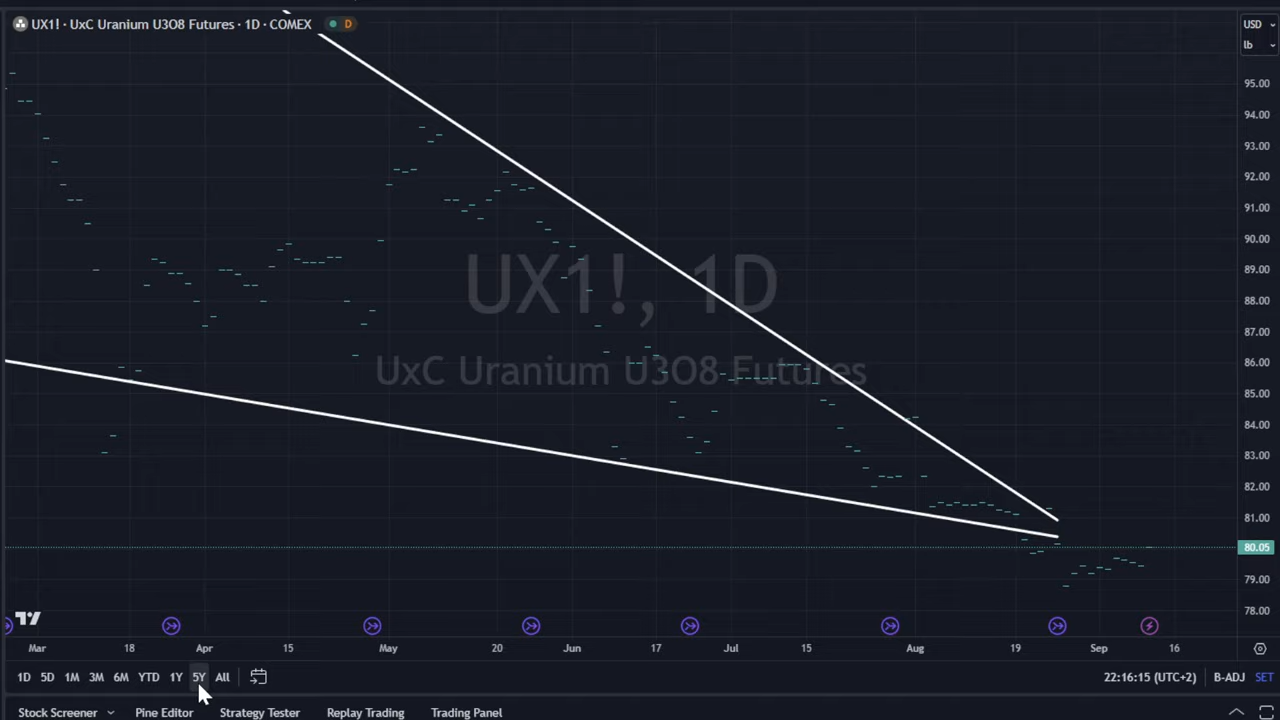 UX1! · UxC Uranium U3O8 Futures · 1D · COMEX D
USD
lb
95.00
94.00
93.00
92.00
91.00
90.00
89.00
88.00
87.00
86.00
85.00
84.00
83.00
82.00
81.00
80.05
79.00
78.00
UX1!, 1D
UxC Uranium U3O8 Futures
Mar 18 Apr 15 May 20 Jun 17 Jul 15 Aug 19 Sep 16
1D 5D 1M 3M 6M YTD 1Y 5Y All
22:16:15 (UTC+2) B-ADJ SET
Stock Screener Pine Editor Strategy Tester Replay Trading Trading Panel